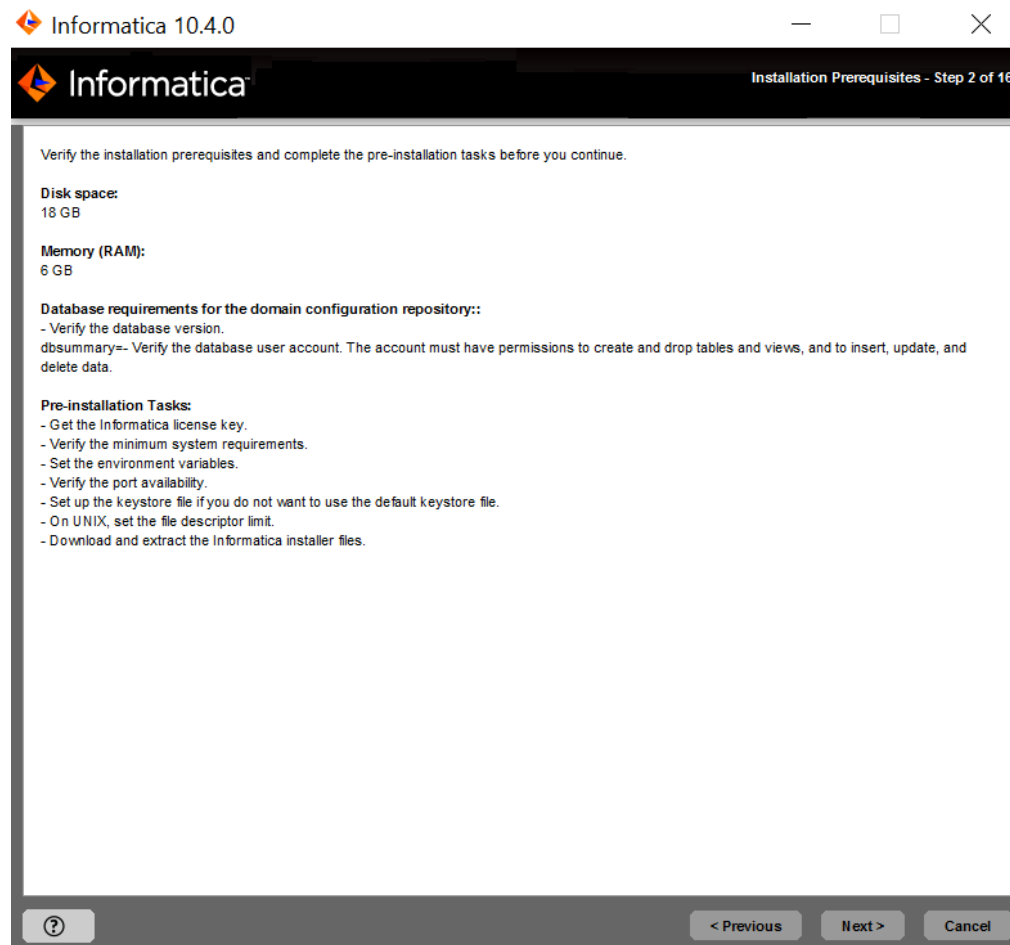 Informatica 10.4.0
Informatica
Installation Prerequisites - Step 2 of 16
Verify the installation prerequisites and complete the pre-installation tasks before you continue.
Disk space:
18 GB
Memory (RAM):
6 GB
Database requirements for the domain configuration repository::
- Verify the database version.
dbsummary=- Verify the database user account. The account must have permissions to create and drop tables and views, and to insert, update, and
delete data.
Pre-installation Tasks:
- Get the Informatica license key.
- Verify the minimum system requirements.
- Set the environment variables.
- Verify the port availability.
- Set up the keystore file if you do not want to use the default keystore file.
- On UNIX, set the file descriptor limit.
- Download and extract the Informatica installer files.
?
< Previous
Next >
Cancel